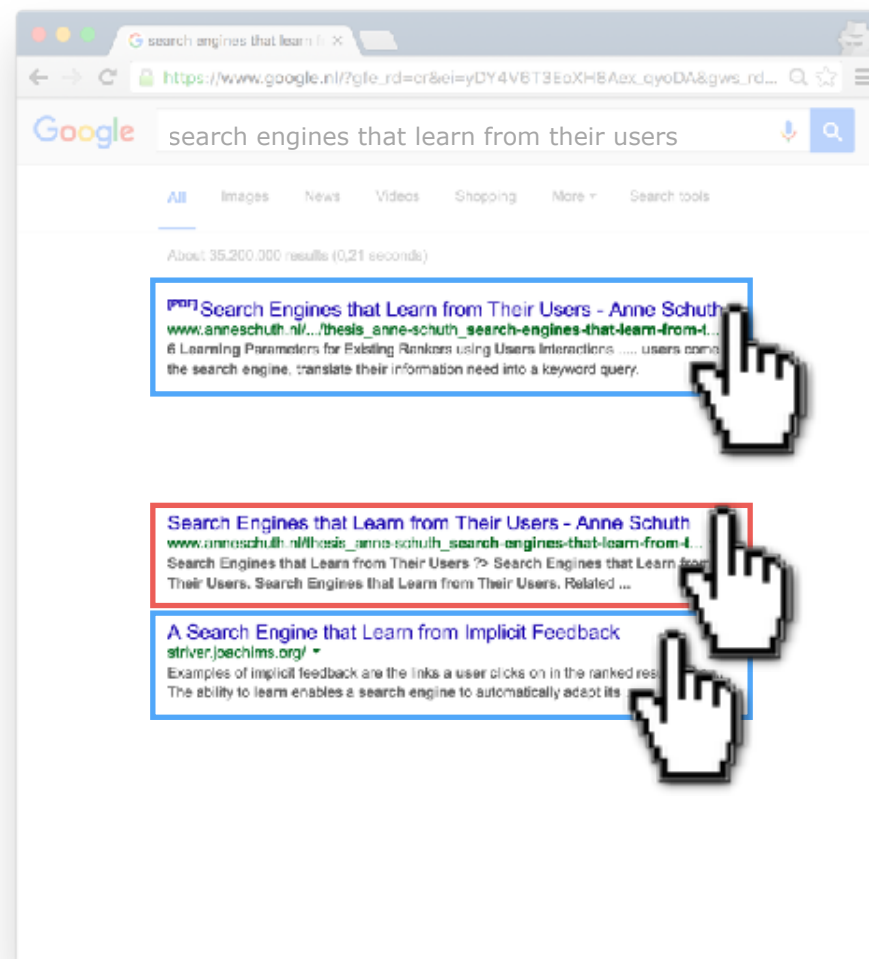 search engines that learn f
https://www.google.nl/?gfe_rd=cr&ei=yDY4V6T3EoXH8Aex_qyoDA&gws_rd...
Google
search engines that learn from their users
All Images News Videos Shopping More Search tools
About 35.200.000 results (0,21 seconds)
[PDF] Search Engines that Learn from Their Users - Anne Schuth
www.anneschuth.nl/.../thesis_anne-schuth_search-engines-that-learn-from-t...
6 Learning Parameters for Existing Rankers using Users Interactions ..... users come
the search engine, translate their information need into a keyword query.
Search Engines that Learn from Their Users - Anne Schuth
www.anneschuth.nl/thesis_anne-schuth_search-engines-that-learn-from-t...
Search Engines that Learn from Their Users ?> Search Engines that Learn from
Their Users. Search Engines that Learn from Their Users. Related ...
A Search Engine that Learn from Implicit Feedback
striver.joachims.org/
Examples of implicit feedback are the links a user clicks on in the ranked
The ability to learn enables a search engine to automatically adapt its